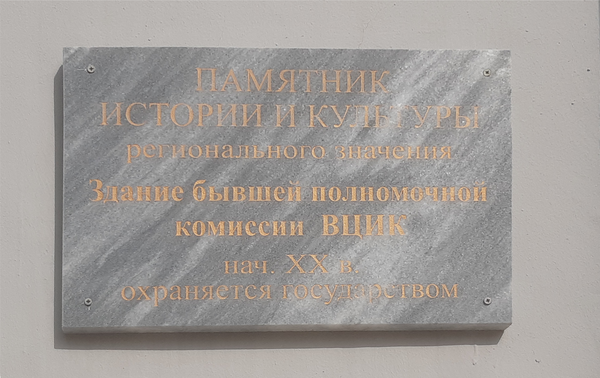 ПАМЯТНИК
ИСТОРИИ И КУЛЬТУРЫ
регионального значения
Здание бывшей полномочной
комиссии ВЦИК
нач. XX в.
охраняется государством